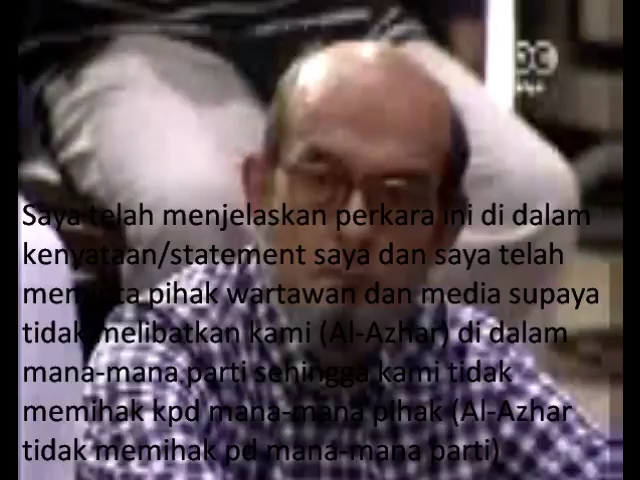 Saya telah menjelaskan perkara ini di dalam
kenyataan/statement saya dan saya telah
meminta pihak wartawan dan media supaya
tidak melibatkan kami (Al-Azhar) di dalam
mana-mana parti sehingga kami tidak
memihak kpd mana-mana pihak (Al-Azhar
tidak memihak pd mana-mana parti)